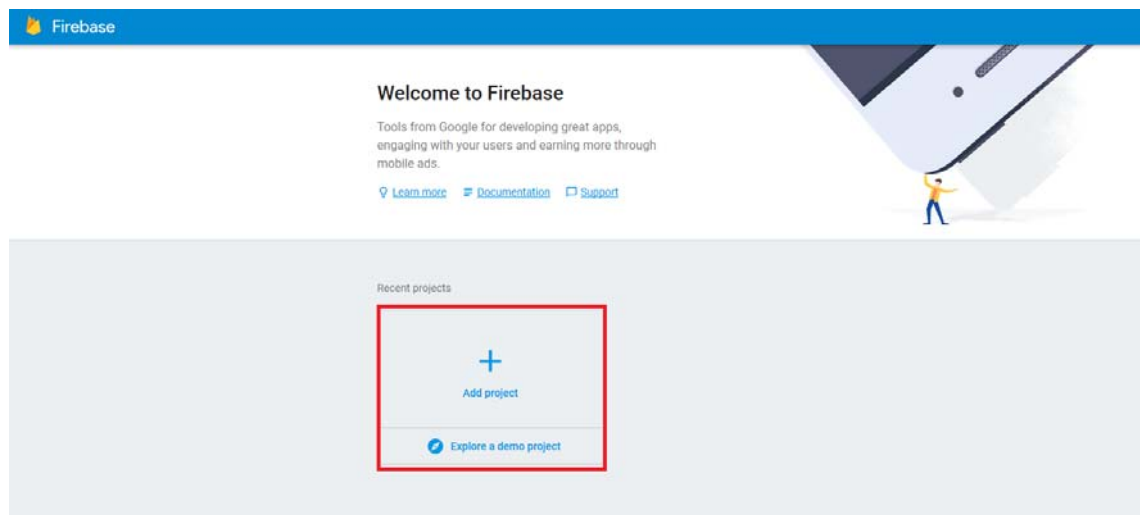 Firebase
Welcome to Firebase
Tools from Google for developing great apps,
engaging with your users and earning more through
mobile ads.
Learn more Documentation Support
Recent projects
Add project
Explore a demo project